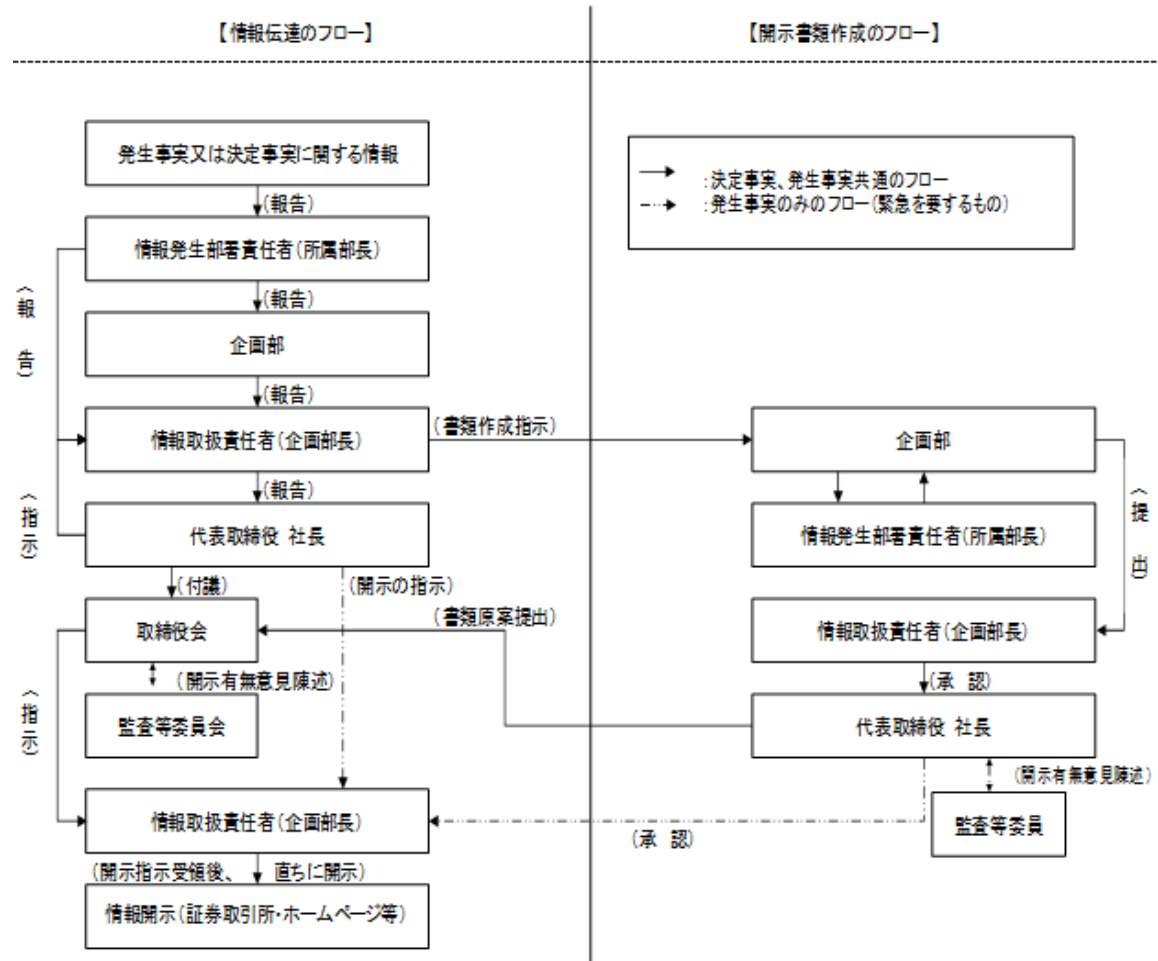 【情報伝達のフロー】
【開示書類作成のフロー】
発生事実又は決定事実に関する情報
:決定事実、発生事実共通のフロー
:発生事実のみのフロー(緊急を要するもの)
(報告)
情報発生部署責任者(所属部長)
(報告)
(報告)
企画部
(報告)
情報取扱責任者(企画部長)
(書類作成指示)
企画部
(報告)
(指示)
代表取締役 社長
情報発生部署責任者(所属部長)
(提出)
(付議)
(開示の指示)
取締役会
(書類原案提出)
情報取扱責任者(企画部長)
(開示有無意見陳述)
(承 認)
(指示)
監査等委員会
代表取締役 社長
(開示有無意見陳述)
情報取扱責任者(企画部長)
(承 認)
監査等委員
(開示指示受領後、 直ちに開示)
情報開示(証券取引所・ホームページ等)